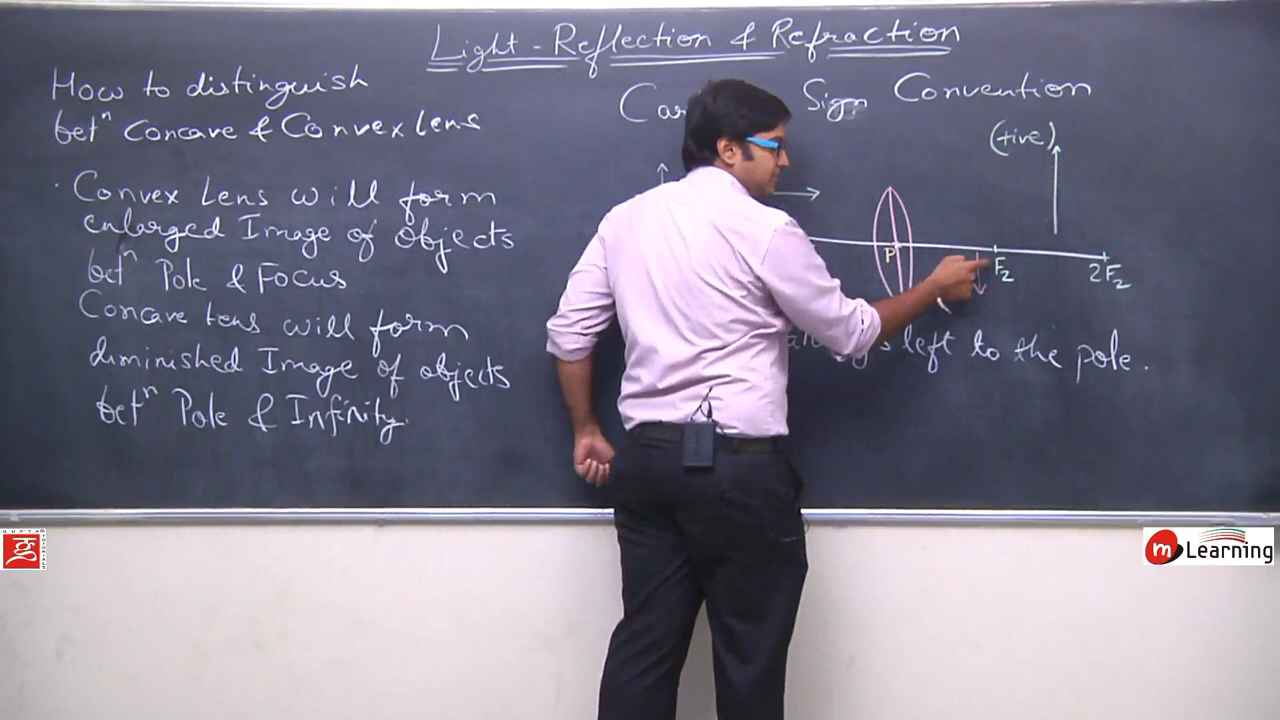 Light - Reflection & Refraction
How to distinguish
betⁿ Concave & Convex lens
· Convex Lens will form
enlarged Image of objects
betⁿ Pole & Focus
Concave lens will form
diminished Image of objects
betⁿ Pole & Infinity.
Sign Convention
(+ive)
P
F₂
2F₂
left to the pole.
GUPTA
TUTORIALS
m Learning